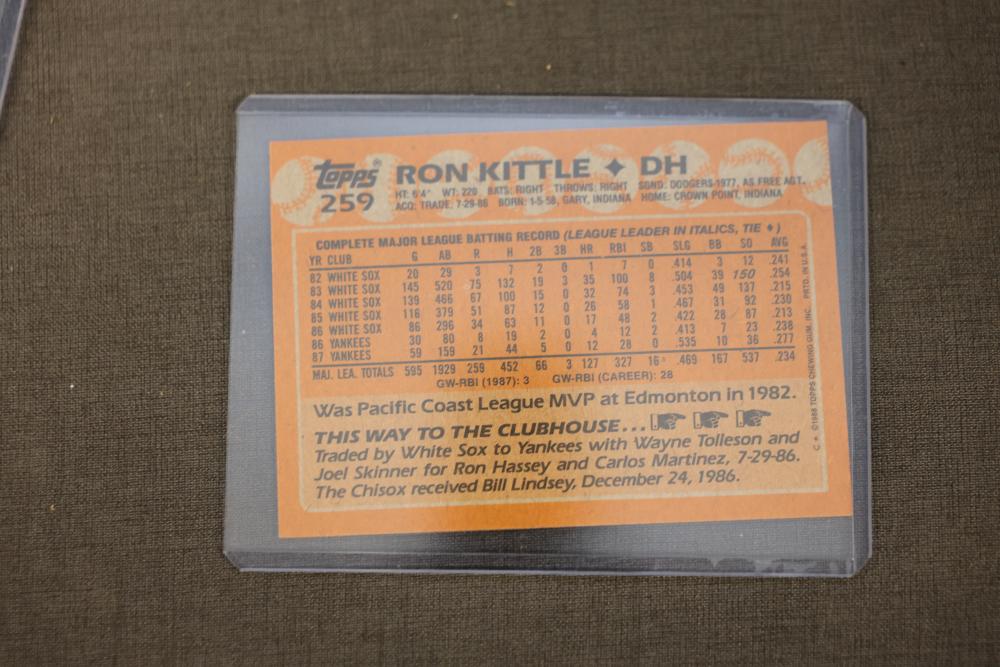 Topps® RON KITTLE ✦ DH
259 HT: 6'4" WT: 220 BATS: RIGHT THROWS: RIGHT SGND: DODGERS-1977, AS FREE AGT.
ACQ: TRADE, 7-29-86 BORN: 1-5-58, GARY, INDIANA HOME: CROWN POINT, INDIANA
COMPLETE MAJOR LEAGUE BATTING RECORD (LEAGUE LEADER IN ITALICS, TIE ♦)
YR CLUB G AB R H 2B 3B HR RBI SB SLG BB SO AVG
82 WHITE SOX 20 29 3 7 2 0 1 7 0 .414 3 12 .241
83 WHITE SOX 145 520 75 132 19 3 35 100 8 .504 39 150 .254
84 WHITE SOX 139 466 67 100 15 0 32 74 3 .453 49 137 .215
85 WHITE SOX 116 379 51 87 12 0 26 58 1 .467 31 92 .230
86 WHITE SOX 86 296 34 63 11 0 17 48 2 .422 28 87 .213
86 YANKEES 30 80 8 19 2 0 4 12 2 .413 7 23 .238
87 YANKEES 59 159 21 44 5 0 12 28 0 .535 10 36 .277
MAJ. LEA. TOTALS 595 1929 259 452 66 3 127 327 16 .469 167 537 .234
GW-RBI (1987): 3 GW-RBI (CAREER): 28
Was Pacific Coast League MVP at Edmonton in 1982.
THIS WAY TO THE CLUBHOUSE...
Traded by White Sox to Yankees with Wayne Tolleson and
Joel Skinner for Ron Hassey and Carlos Martinez, 7-29-86.
The Chisox received Bill Lindsey, December 24, 1986.
C ★ ©1988 TOPPS CHEWING GUM, INC. PRTD. IN U.S.A.